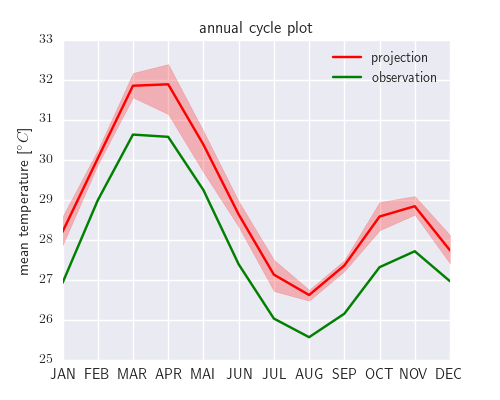 annual cycle plot
projection
observation
mean temperature [°C]
33
32
31
30
29
28
27
26
25
JAN FEB MAR APR MAI JUN JUL AUG SEP OCT NOV DEC